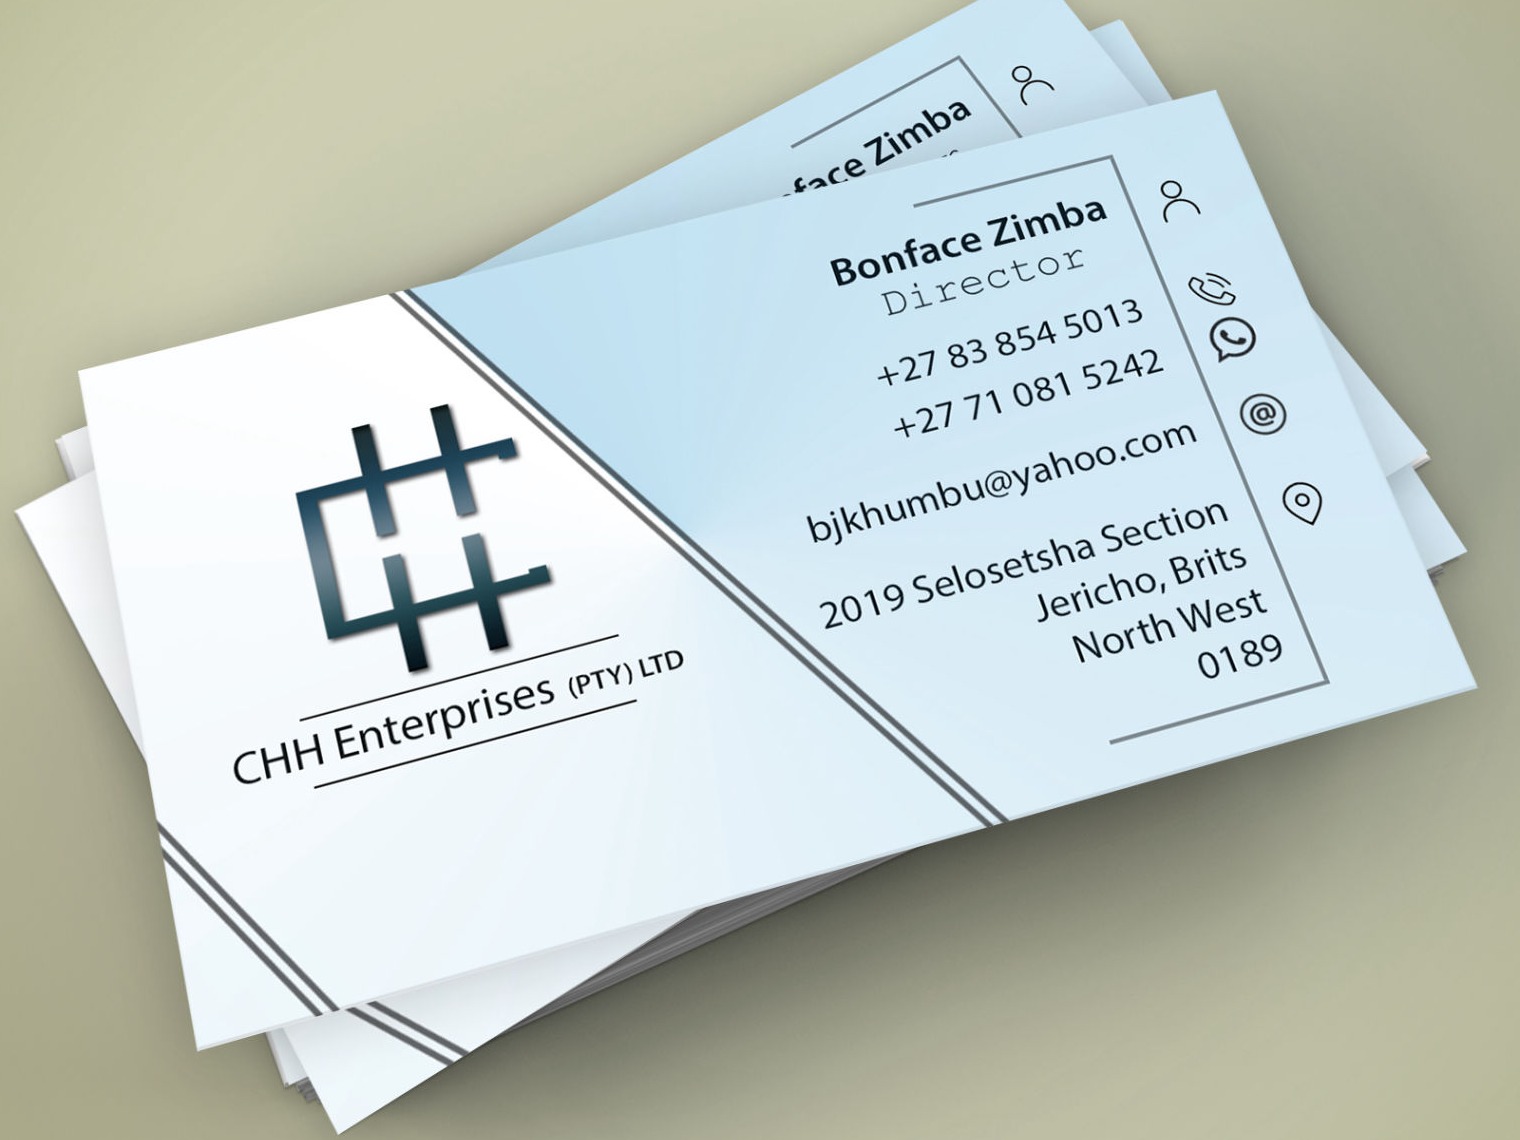 Bonface Zimba
Director
+27 83 854 5013
+27 71 081 5242
bjkhumbu@yahoo.com
2019 Selosetsha Section
Jericho, Brits
North West
0189
CHH Enterprises (PTY) LTD
face Zimba